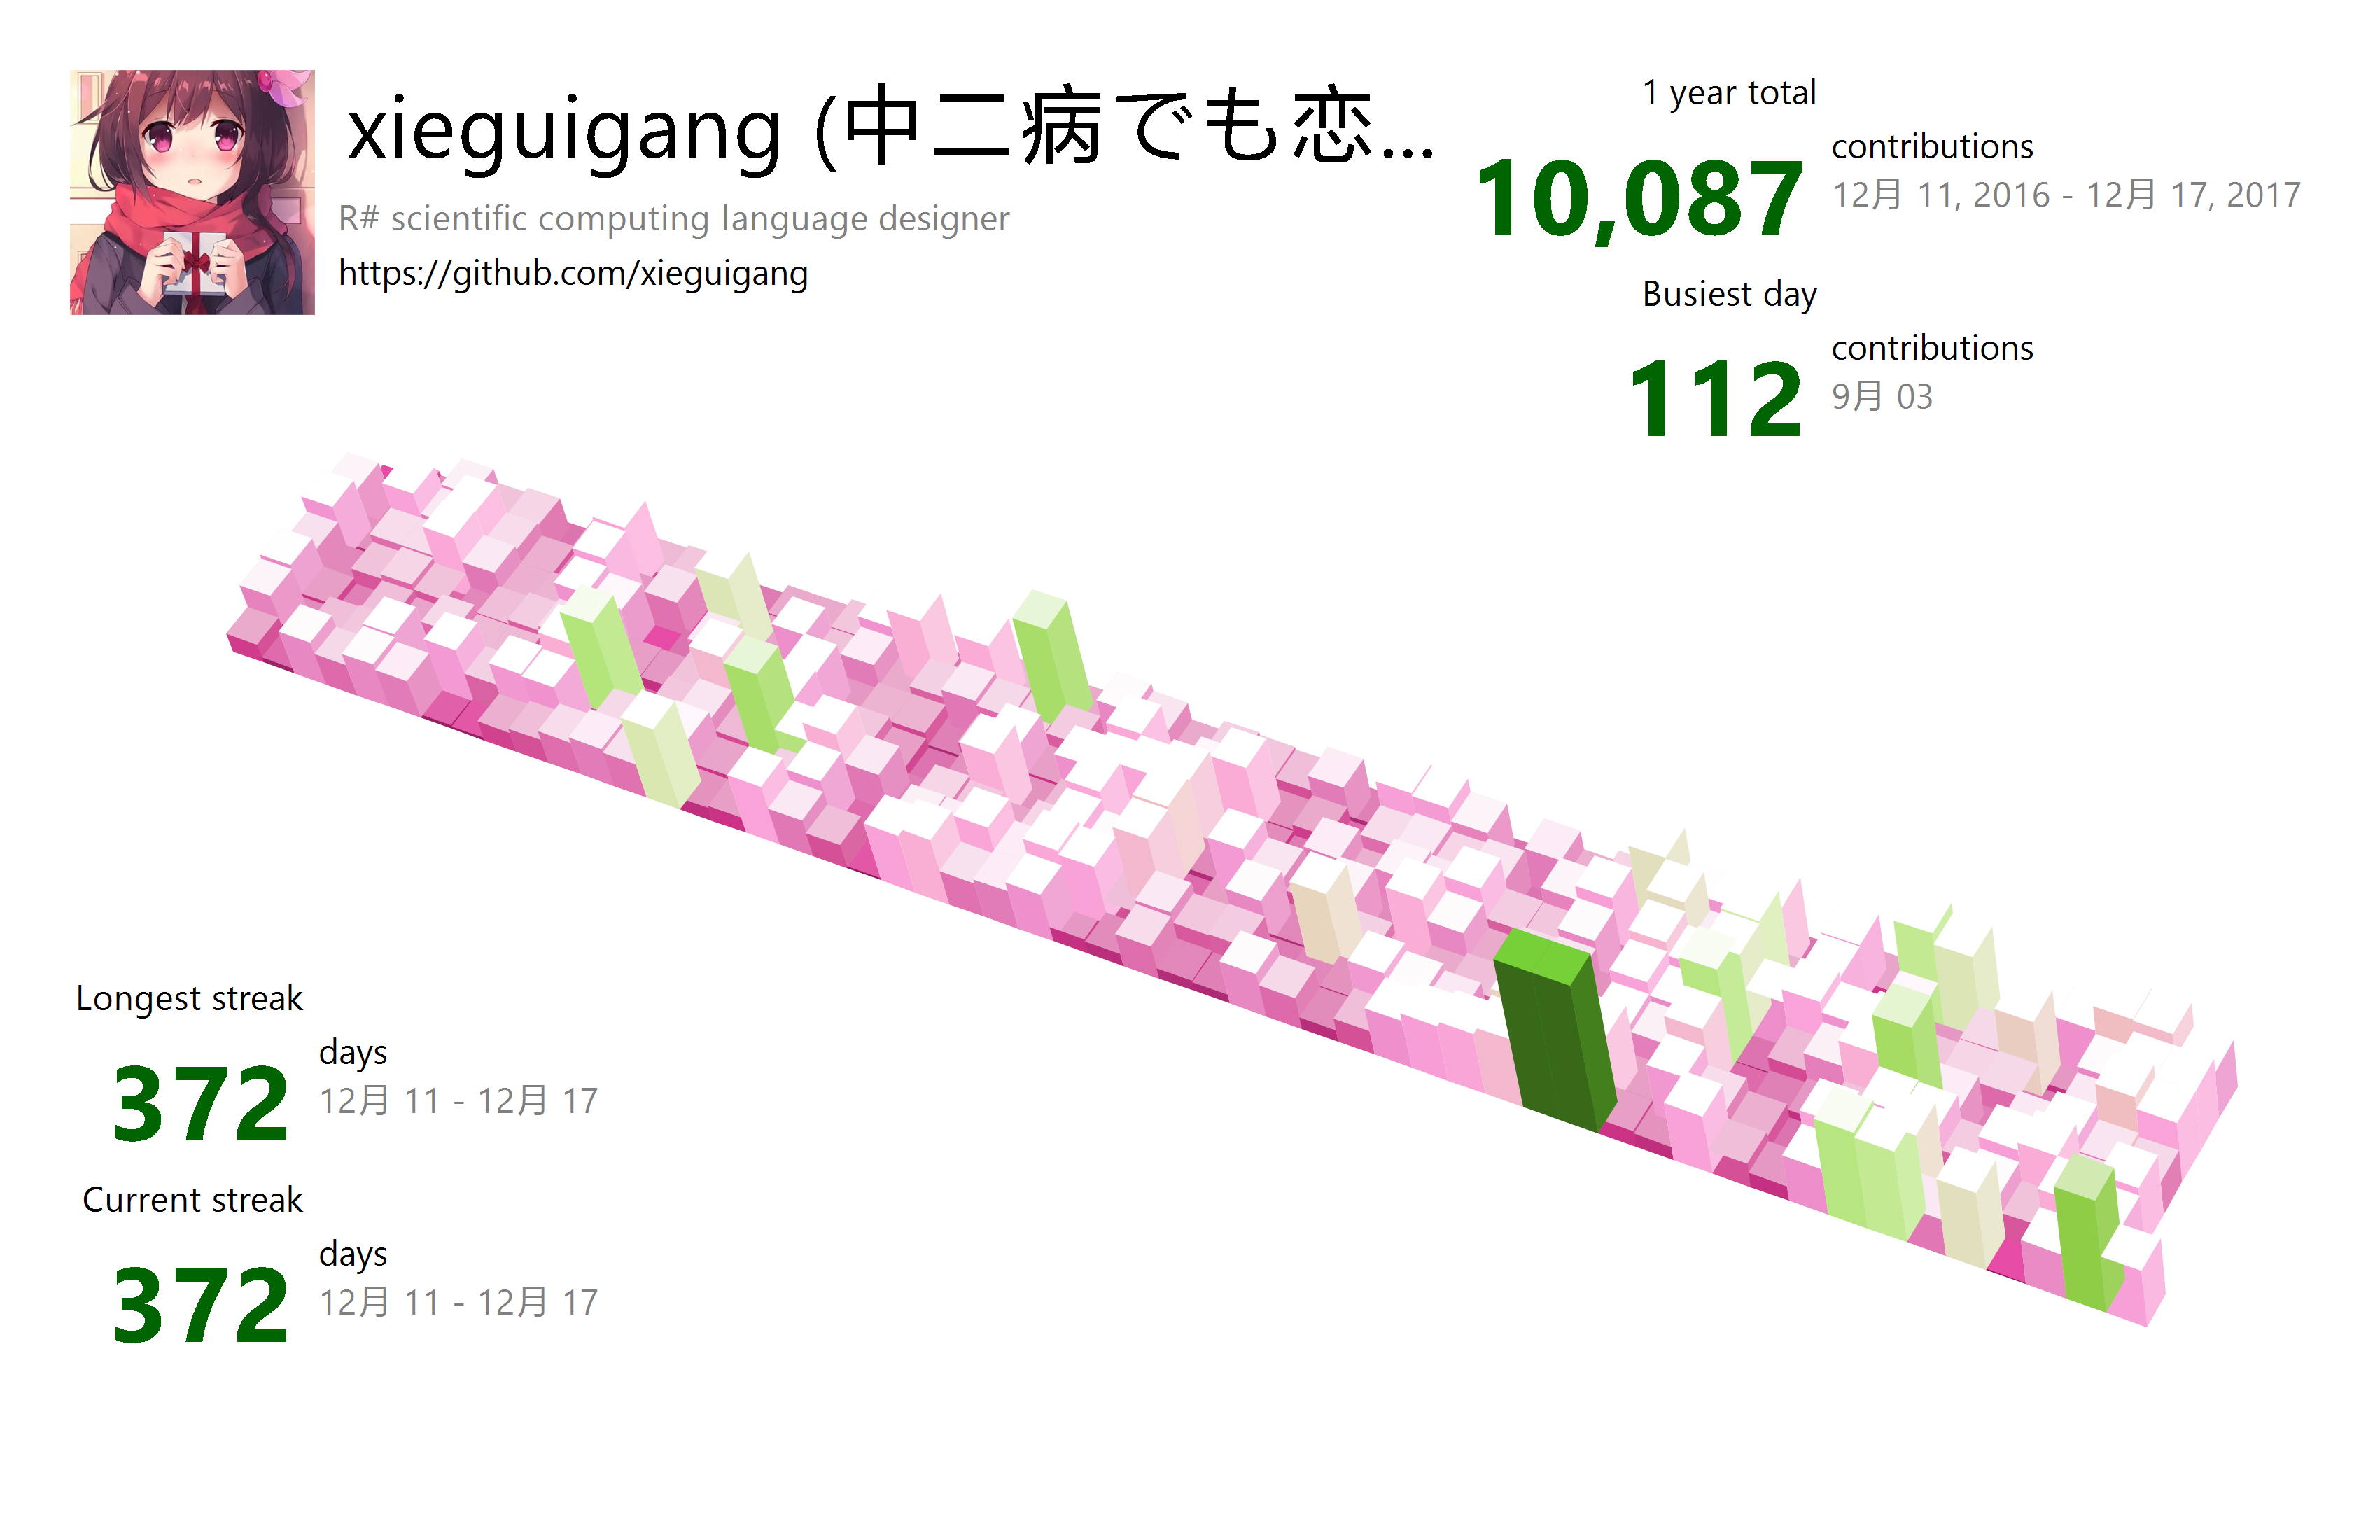 xieguigang (中二病でも恋...
R# scientific computing language designer
https://github.com/xieguigang
1 year total
10,087
contributions
12月 11, 2016 - 12月 17, 2017
Busiest day
112
contributions
9月 03
Longest streak
372
days
12月 11 - 12月 17
Current streak
372
days
12月 11 - 12月 17